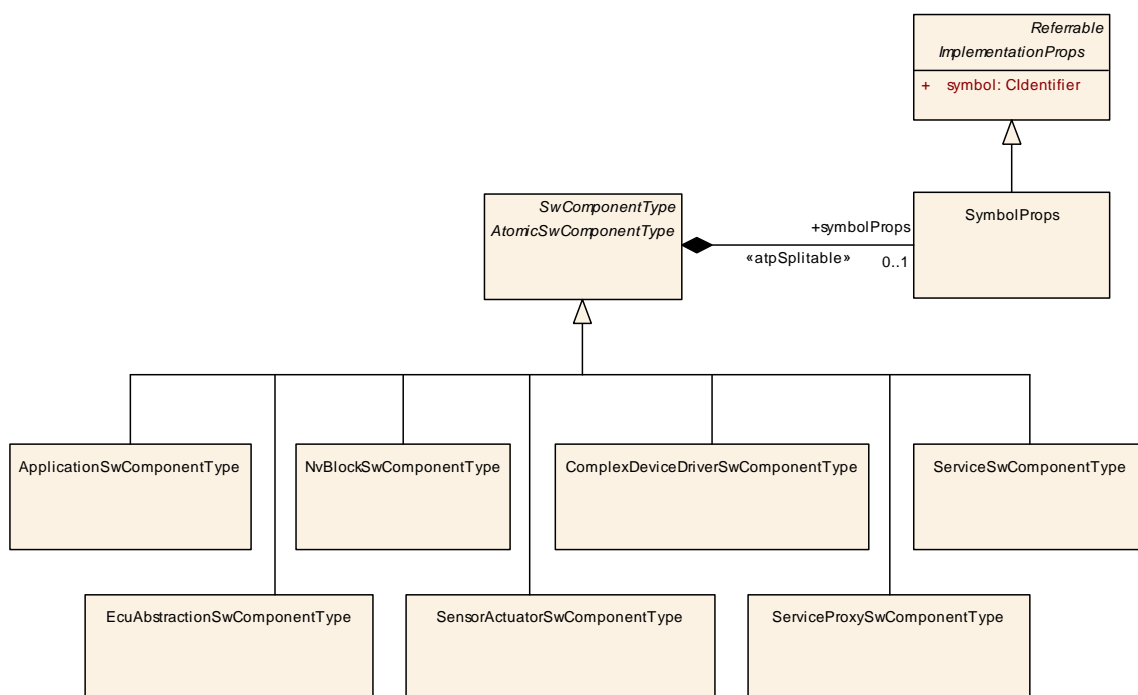 Referrable
ImplementationProps
+ symbol: CIdentifier
SwComponentType
AtomicSwComponentType
+symbolProps
«atpSplitable»
0..1
SymbolProps
ApplicationSwComponentType
NvBlockSwComponentType
ComplexDeviceDriverSwComponentType
ServiceSwComponentType
EcuAbstractionSwComponentType
SensorActuatorSwComponentType
ServiceProxySwComponentType